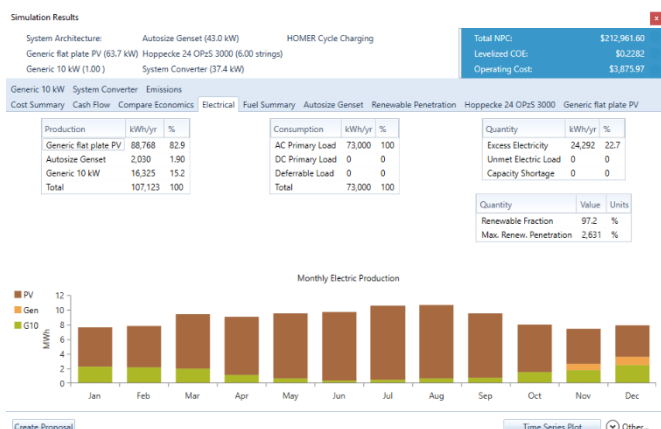 Simulation Results
x
System Architecture: Autosize Genset (43.0 kW) HOMER Cycle Charging
Generic flat plate PV (63.7 kW) Hoppecke 24 OPzS 3000 (6.00 strings)
Generic 10 kW (1.00 ) System Converter (37.4 kW)
Total NPC: $212,961.60
Levelized COE: $0.2282
Operating Cost: $3,875.97
Generic 10 kW System Converter Emissions
Cost Summary Cash Flow Compare Economics Electrical Fuel Summary Autosize Genset Renewable Penetration Hoppecke 24 OPzS 3000 Generic flat plate PV
Production kWh/yr %
Generic flat plate PV 88,768 82.9
Autosize Genset 2,030 1.90
Generic 10 kW 16,325 15.2
Total 107,123 100
Consumption kWh/yr %
AC Primary Load 73,000 100
DC Primary Load 0 0
Deferrable Load 0 0
Total 73,000 100
Quantity kWh/yr %
Excess Electricity 24,292 22.7
Unmet Electric Load 0 0
Capacity Shortage 0 0
Quantity Value Units
Renewable Fraction 97.2 %
Max. Renew. Penetration 2,631 %
Monthly Electric Production
PV
Gen
G10
MWh
12
10
8
6
4
2
0
Jan Feb Mar Apr May Jun Jul Aug Sep Oct Nov Dec
Create Proposal Time Series Plot Other...